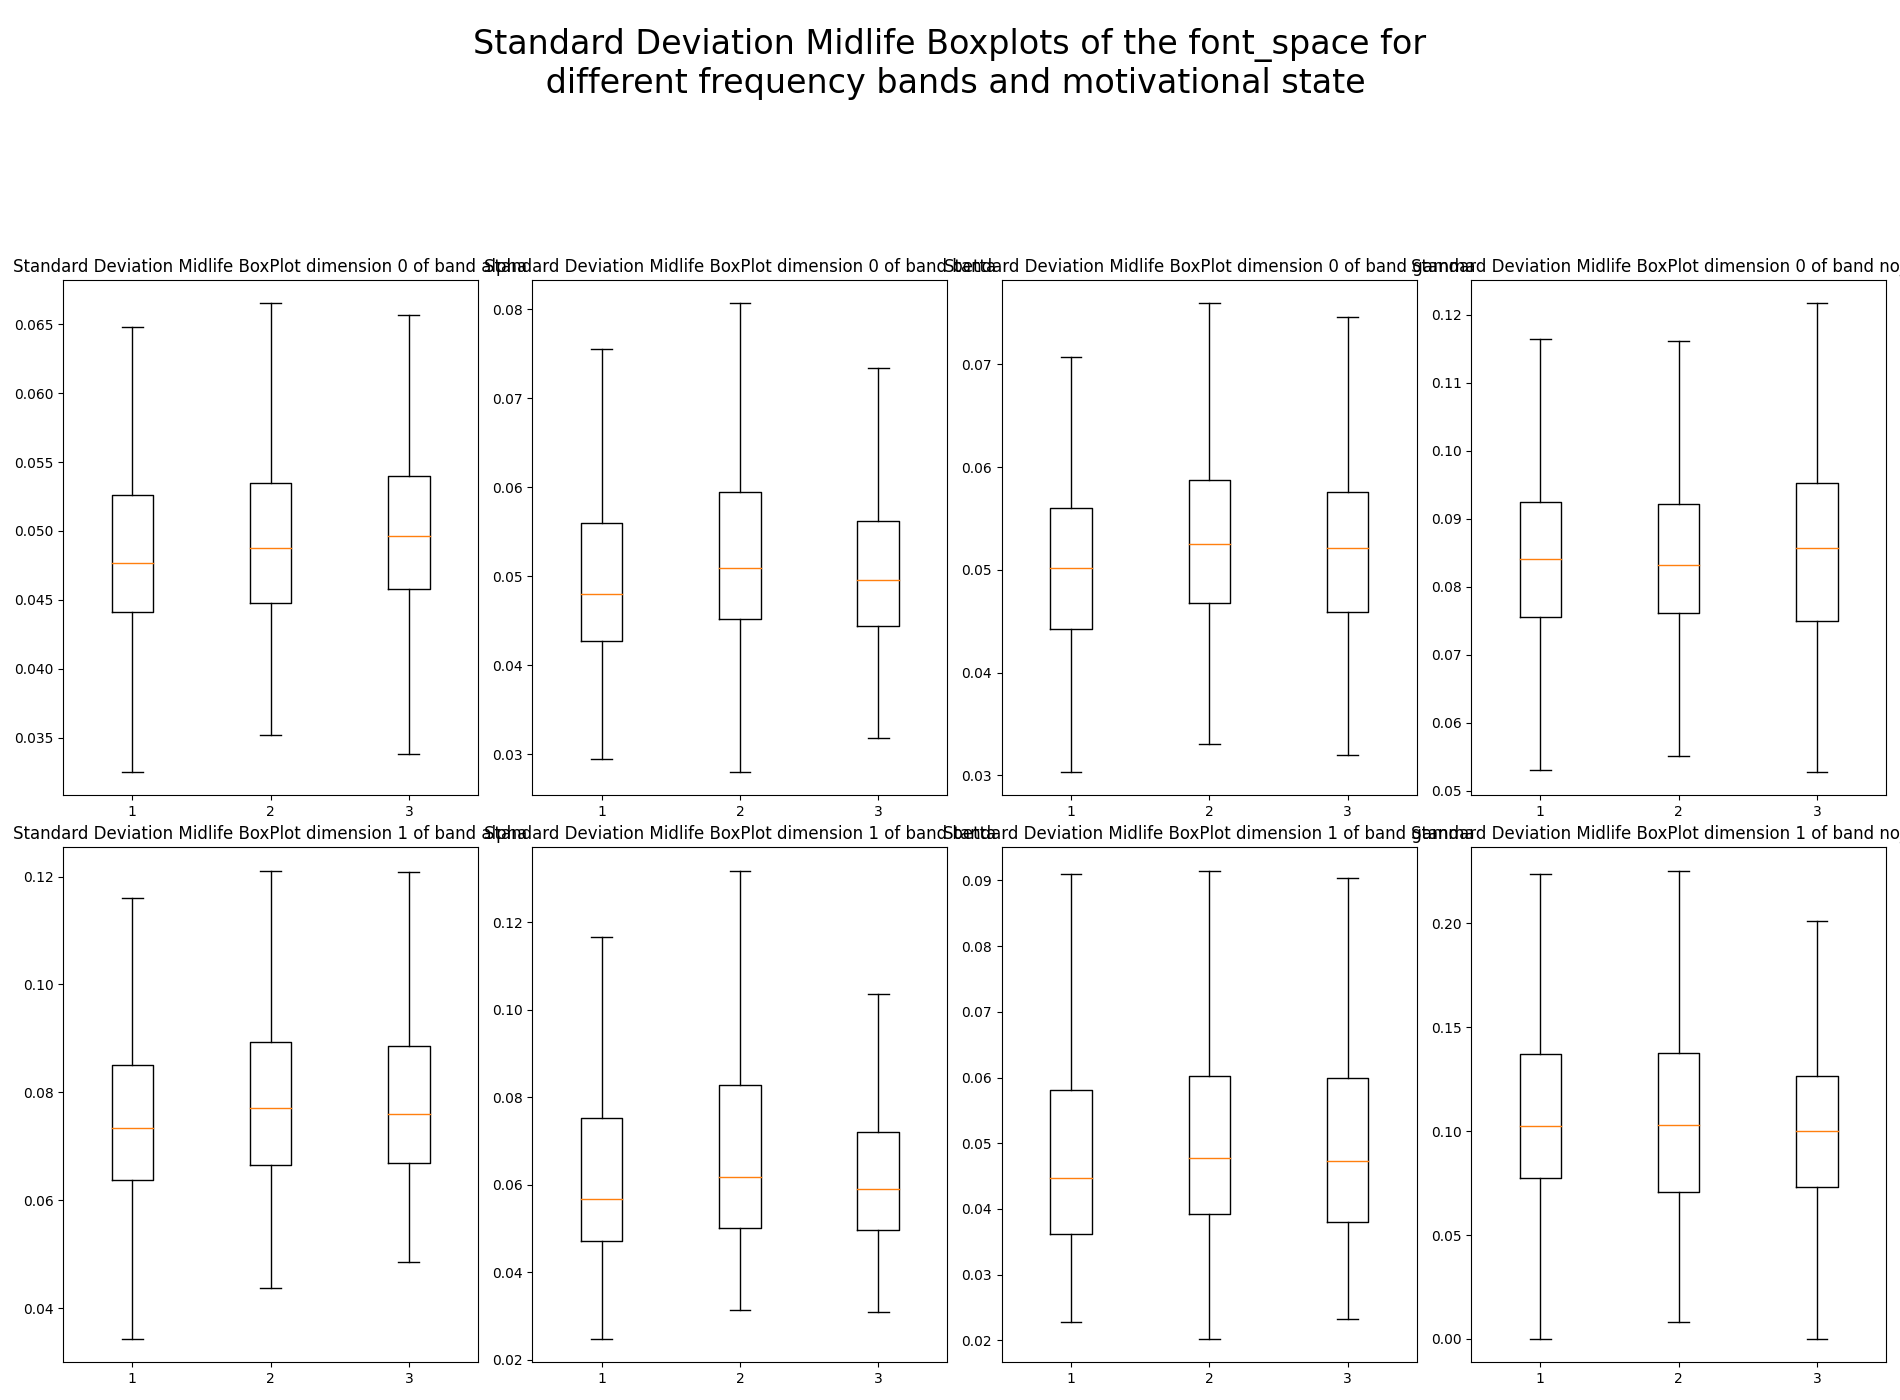 Standard Deviation Midlife Boxplots of the font_space for
different frequency bands and motivational state
Standard Deviation Midlife BoxPlot dimension 0 of band alpha
Standard Deviation Midlife BoxPlot dimension 0 of band betta
Standard Deviation Midlife BoxPlot dimension 0 of band gamma
Standard Deviation Midlife BoxPlot dimension 0 of band no
0.065
0.060
0.055
0.050
0.045
0.040
0.035
1 2 3
0.08
0.07
0.06
0.05
0.04
0.03
1 2 3
0.07
0.06
0.05
0.04
0.03
1 2 3
0.12
0.11
0.10
0.09
0.08
0.07
0.06
0.05
1 2 3
Standard Deviation Midlife BoxPlot dimension 1 of band alpha
Standard Deviation Midlife BoxPlot dimension 1 of band betta
Standard Deviation Midlife BoxPlot dimension 1 of band gamma
Standard Deviation Midlife BoxPlot dimension 1 of band no
0.12
0.10
0.08
0.06
0.04
1 2 3
0.12
0.10
0.08
0.06
0.04
0.02
1 2 3
0.09
0.08
0.07
0.06
0.05
0.04
0.03
0.02
1 2 3
0.20
0.15
0.10
0.05
0.00
1 2 3